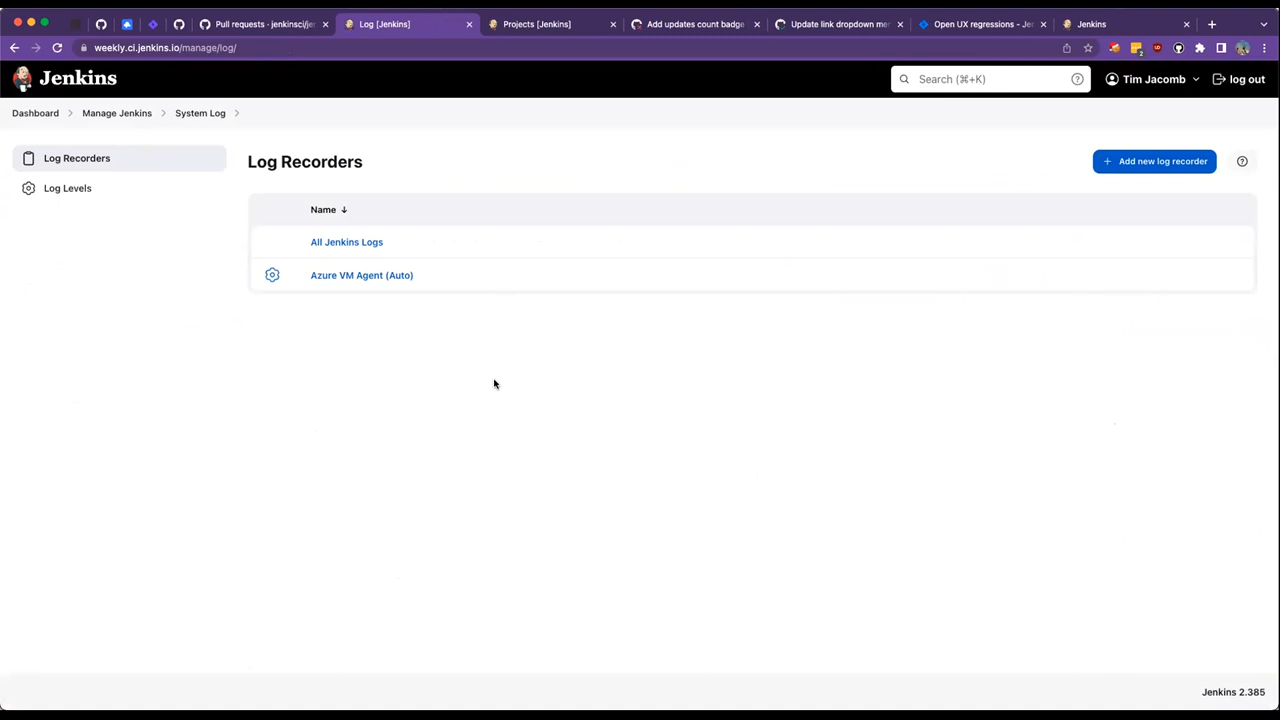 Pull requests · jenkinsci/je
Log [Jenkins]
Projects [Jenkins]
Add updates count badge
Update link dropdown me
Open UX regressions - Je
Jenkins
weekly.ci.jenkins.io/manage/log/
Jenkins
Search (⌘+K)
Tim Jacomb
log out
Dashboard
Manage Jenkins
System Log
Log Recorders
Log Levels
Log Recorders
Add new log recorder
Name ↓
All Jenkins Logs
Azure VM Agent (Auto)
Jenkins 2.385